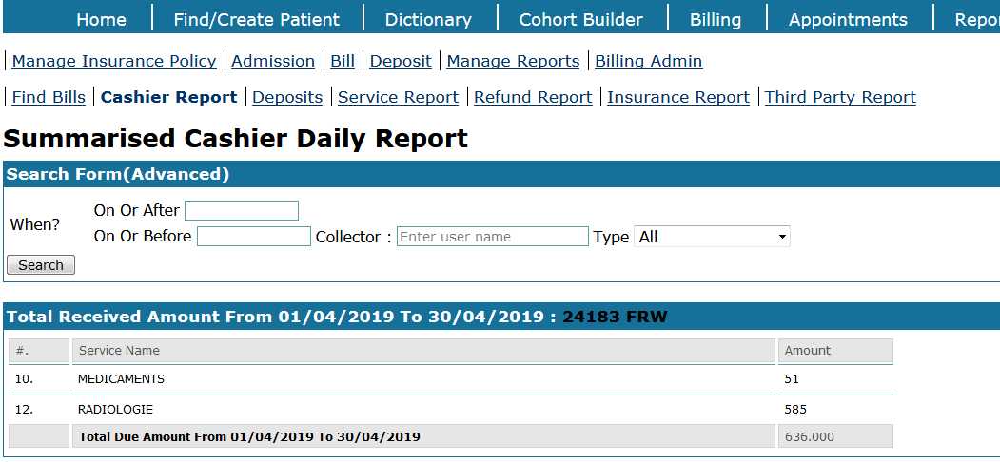 Home Find/Create Patient Dictionary Cohort Builder Billing Appointments
Manage Insurance Policy Admission Bill Deposit Manage Reports Billing Admin
Find Bills Cashier Report Deposits Service Report Refund Report Insurance Report Third Party Report
Summarised Cashier Daily Report
Search Form(Advanced)
On Or After
When?
On Or Before Collector : Enter user name Type All
Search
Total Received Amount From 01/04/2019 To 30/04/2019 : 24183 FRW
#. Service Name Amount
10. MEDICAMENTS 51
12. RADIOLOGIE 585
Total Due Amount From 01/04/2019 To 30/04/2019 636.000